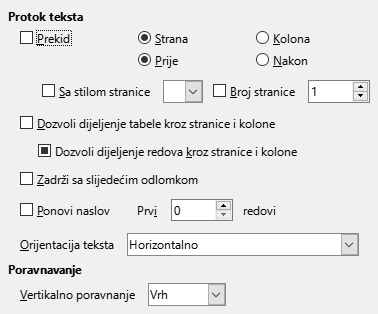 Protok teksta
Prekid Strana Kolona
Prije Nakon
Sa stilom stranice Broj stranice 1
Dozvoli dijeljenje tabele kroz stranice i kolone
Dozvoli dijeljenje redova kroz stranice i kolone
Zadrži sa slijedećim odlomkom
Ponovi naslov Prvi 0 redovi
Orijentacija teksta Horizontalno
Poravnavanje
Vertikalno poravnanje Vrh